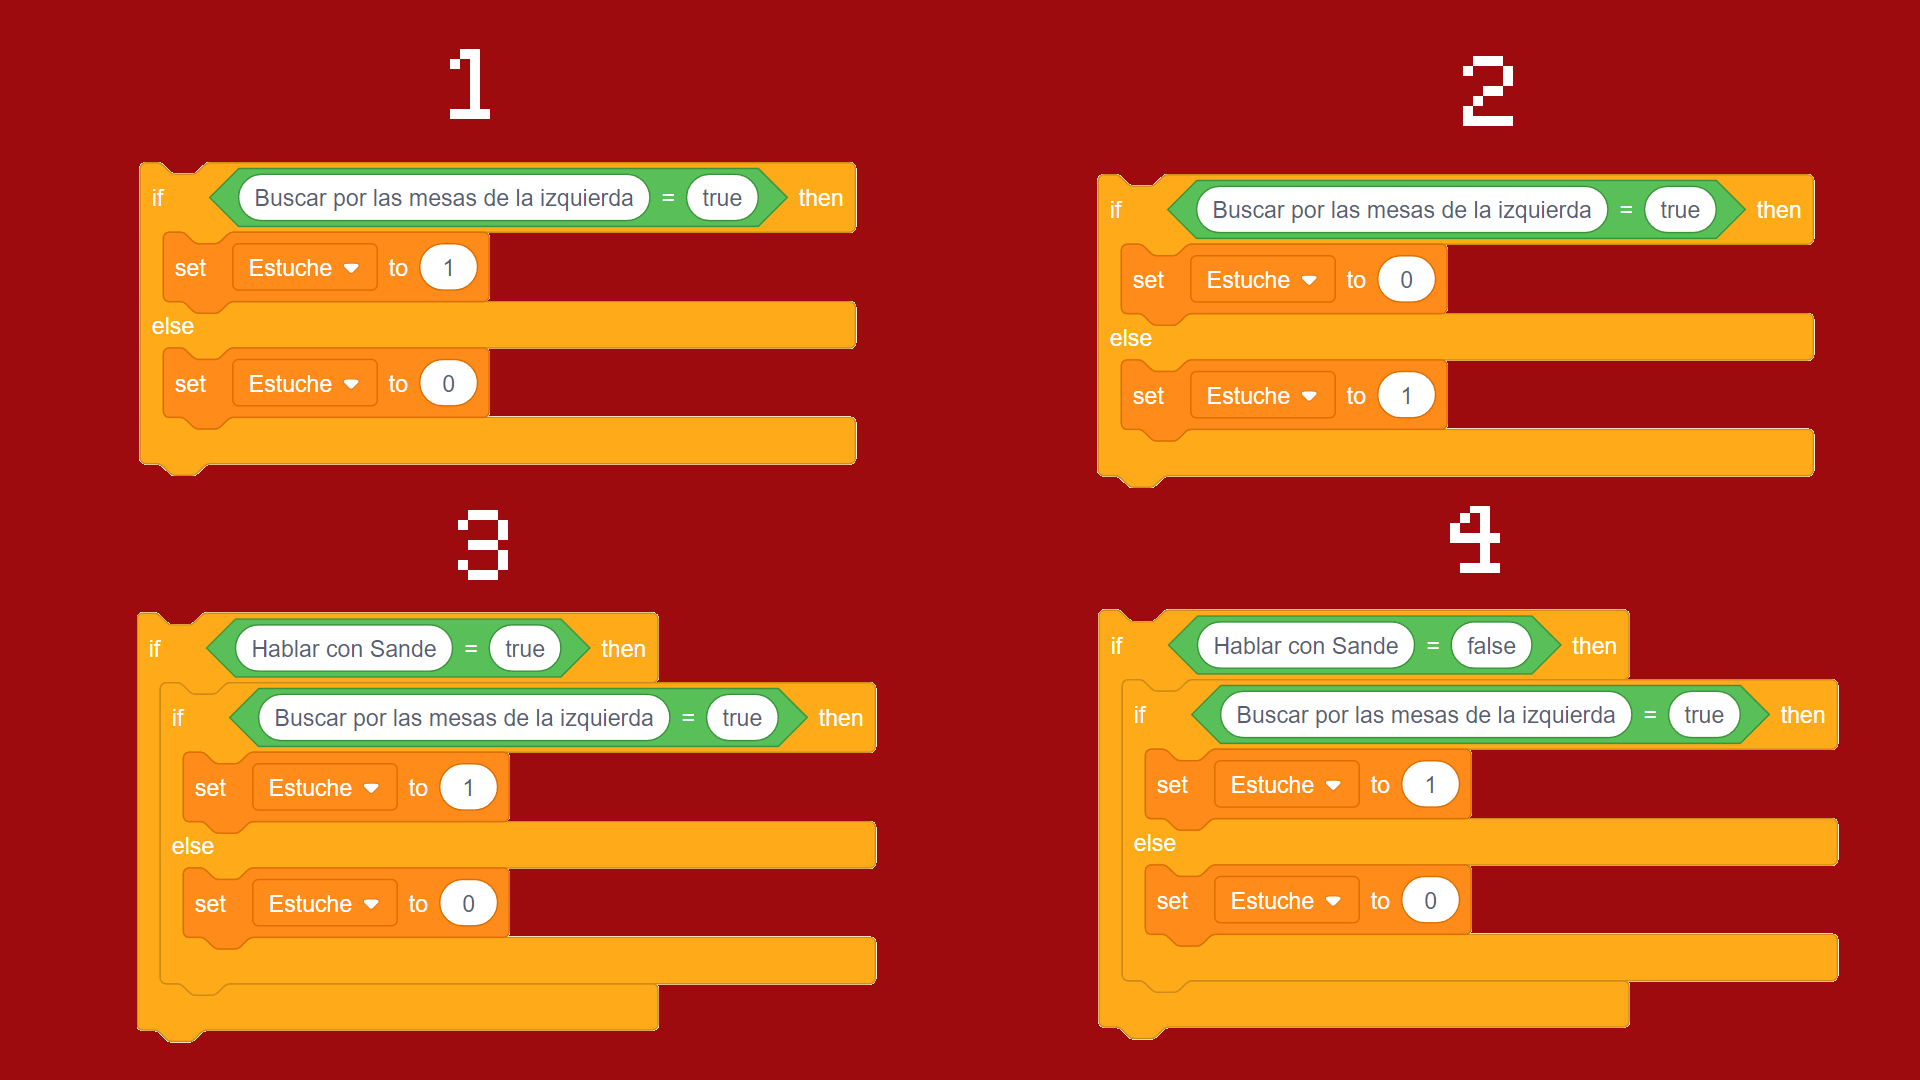 1
if Buscar por las mesas de la izquierda = true then
set Estuche to 1
else
set Estuche to 0
2
if Buscar por las mesas de la izquierda = true then
set Estuche to 0
else
set Estuche to 1
3
if Hablar con Sande = true then
if Buscar por las mesas de la izquierda = true then
set Estuche to 1
else
set Estuche to 0
4
if Hablar con Sande = false then
if Buscar por las mesas de la izquierda = true then
set Estuche to 1
else
set Estuche to 0